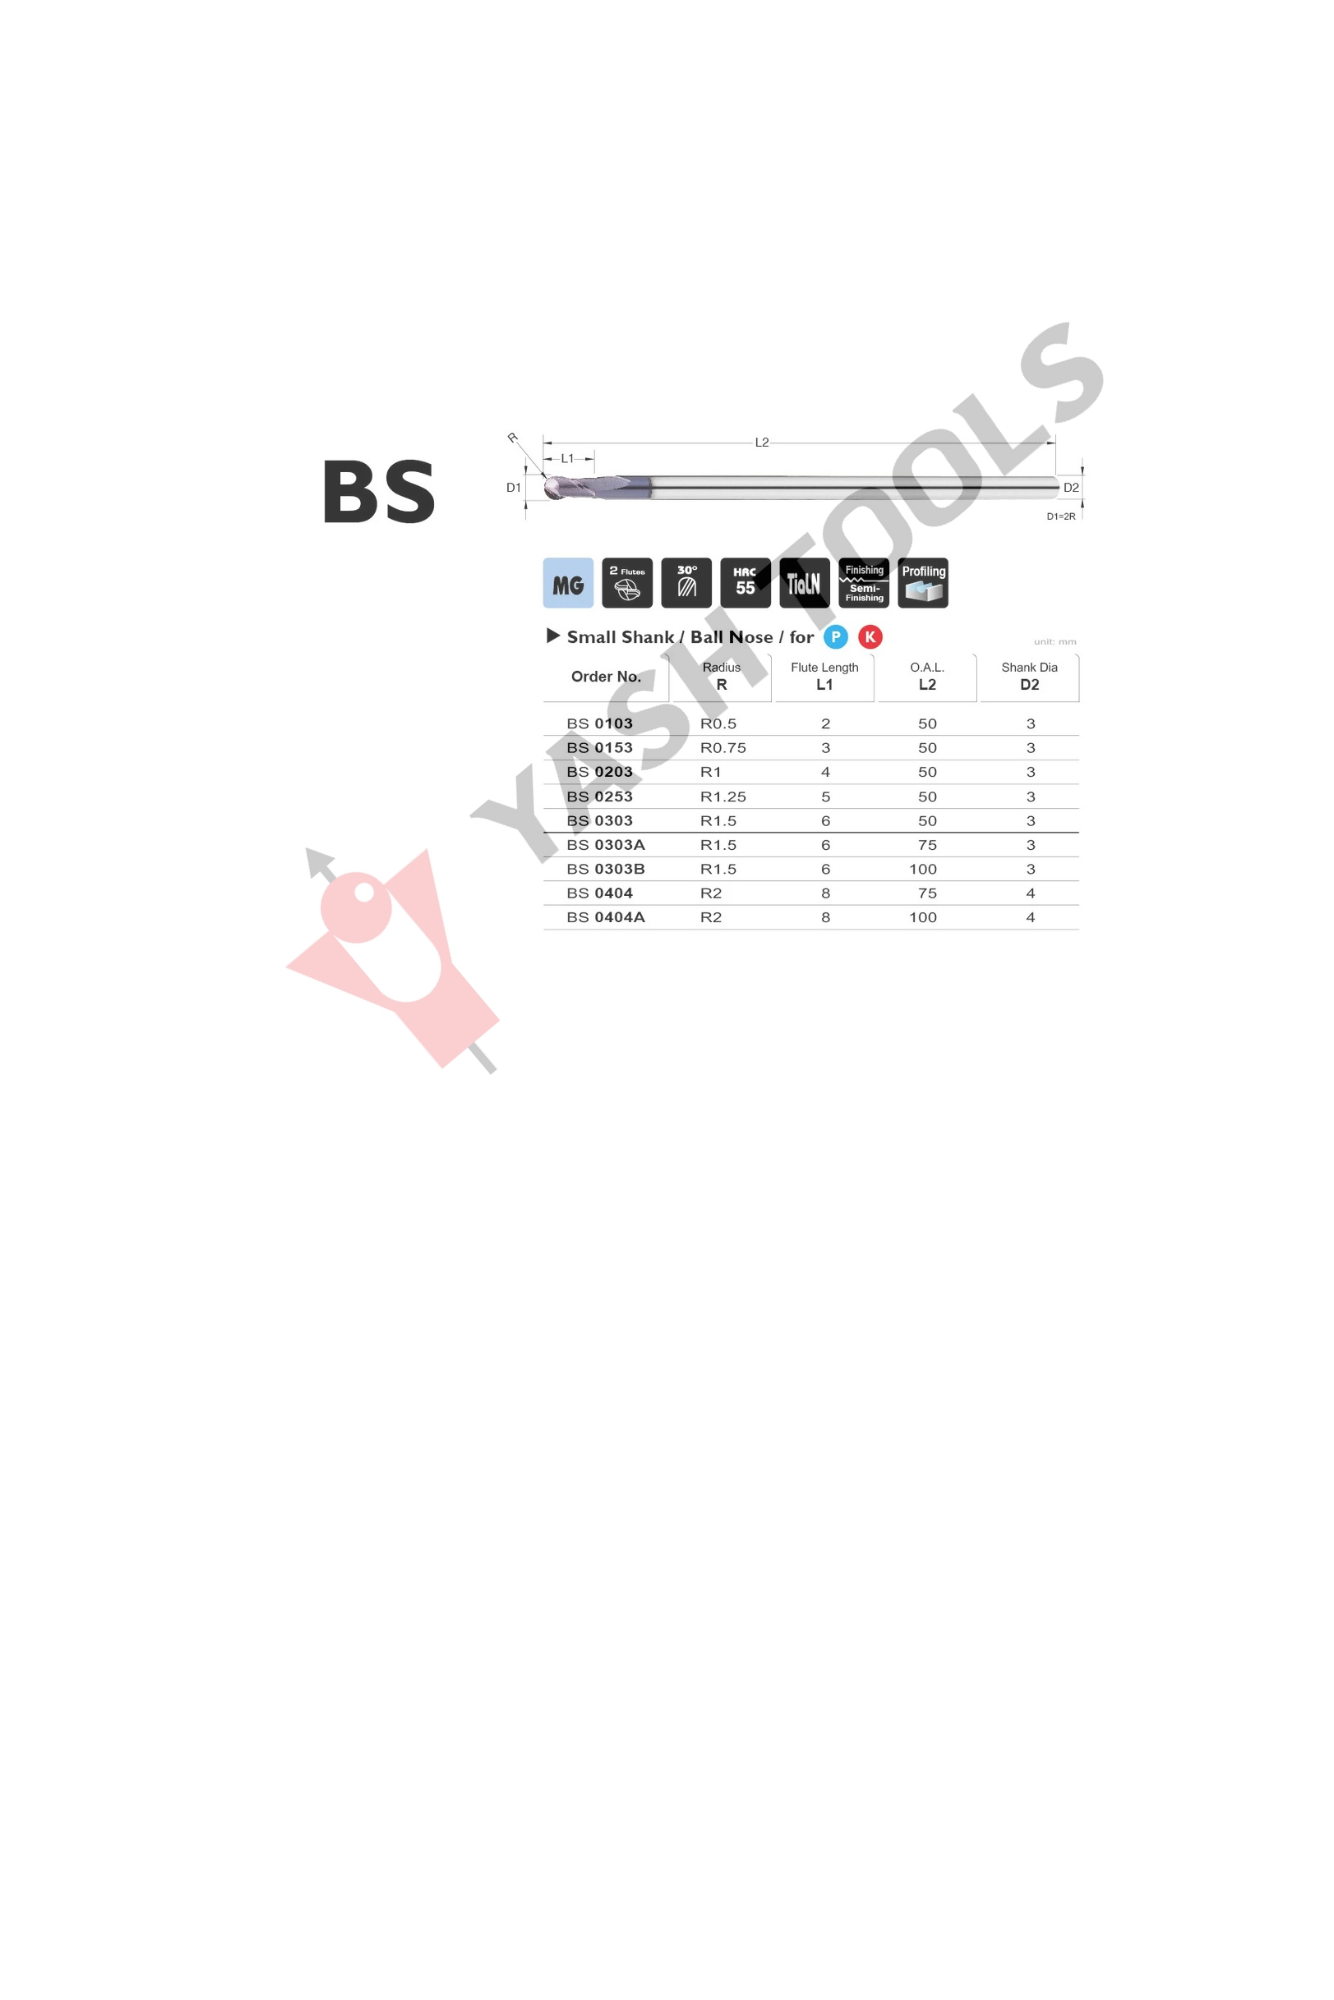 R
L2
L1
BS
D1
D2
D1=2R
MG
2 Flutes
30°
HRC
55
TiALN
Finishing
Semi-
Finishing
Profiling
Small Shank / Ball Nose / for P K
unit: mm
Order No. Radius R Flute Length L1 O.A.L. L2 Shank Dia D2
BS 0103 R0.5 2 50 3
BS 0153 R0.75 3 50 3
BS 0203 R1 4 50 3
BS 0253 R1.25 5 50 3
BS 0303 R1.5 6 50 3
BS 0303A R1.5 6 75 3
BS 0303B R1.5 6 100 3
BS 0404 R2 8 75 4
BS 0404A R2 8 100 4
YASH TOOLS